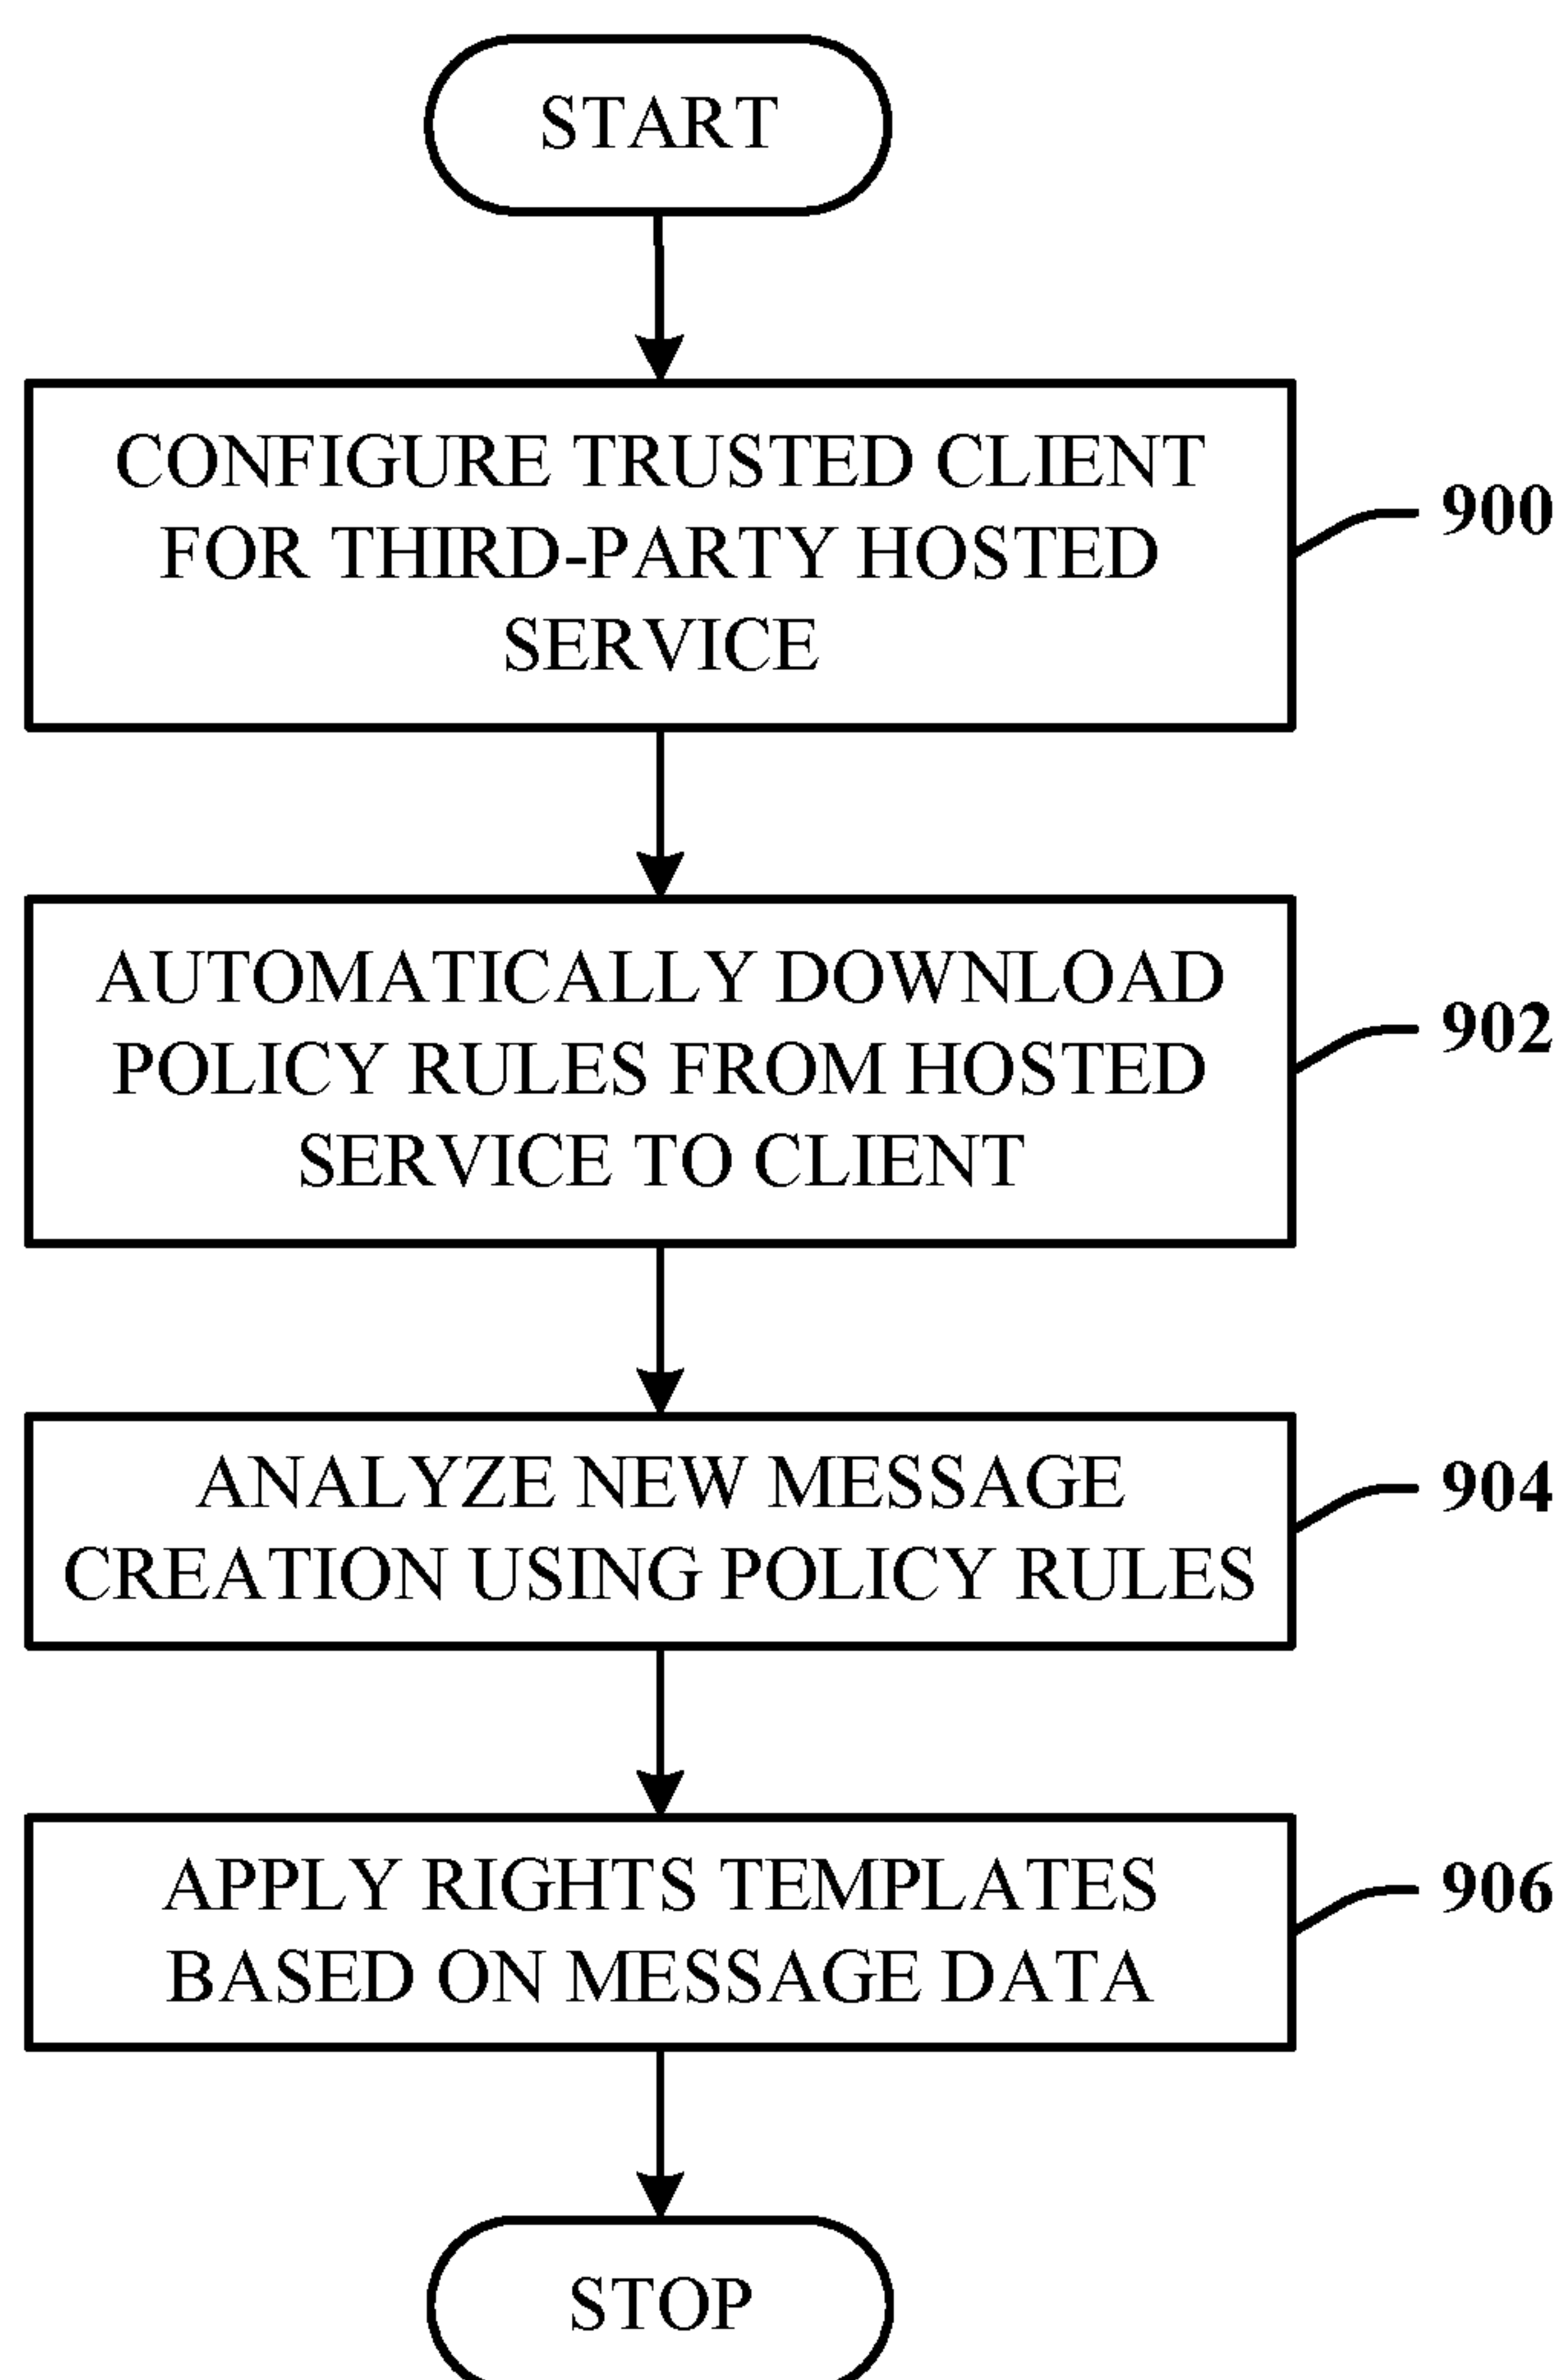 START
CONFIGURE TRUSTED CLIENT
FOR THIRD-PARTY HOSTED
SERVICE
900
AUTOMATICALLY DOWNLOAD
POLICY RULES FROM HOSTED
SERVICE TO CLIENT
902
ANALYZE NEW MESSAGE
CREATION USING POLICY RULES
904
APPLY RIGHTS TEMPLATES
BASED ON MESSAGE DATA
906
STOP